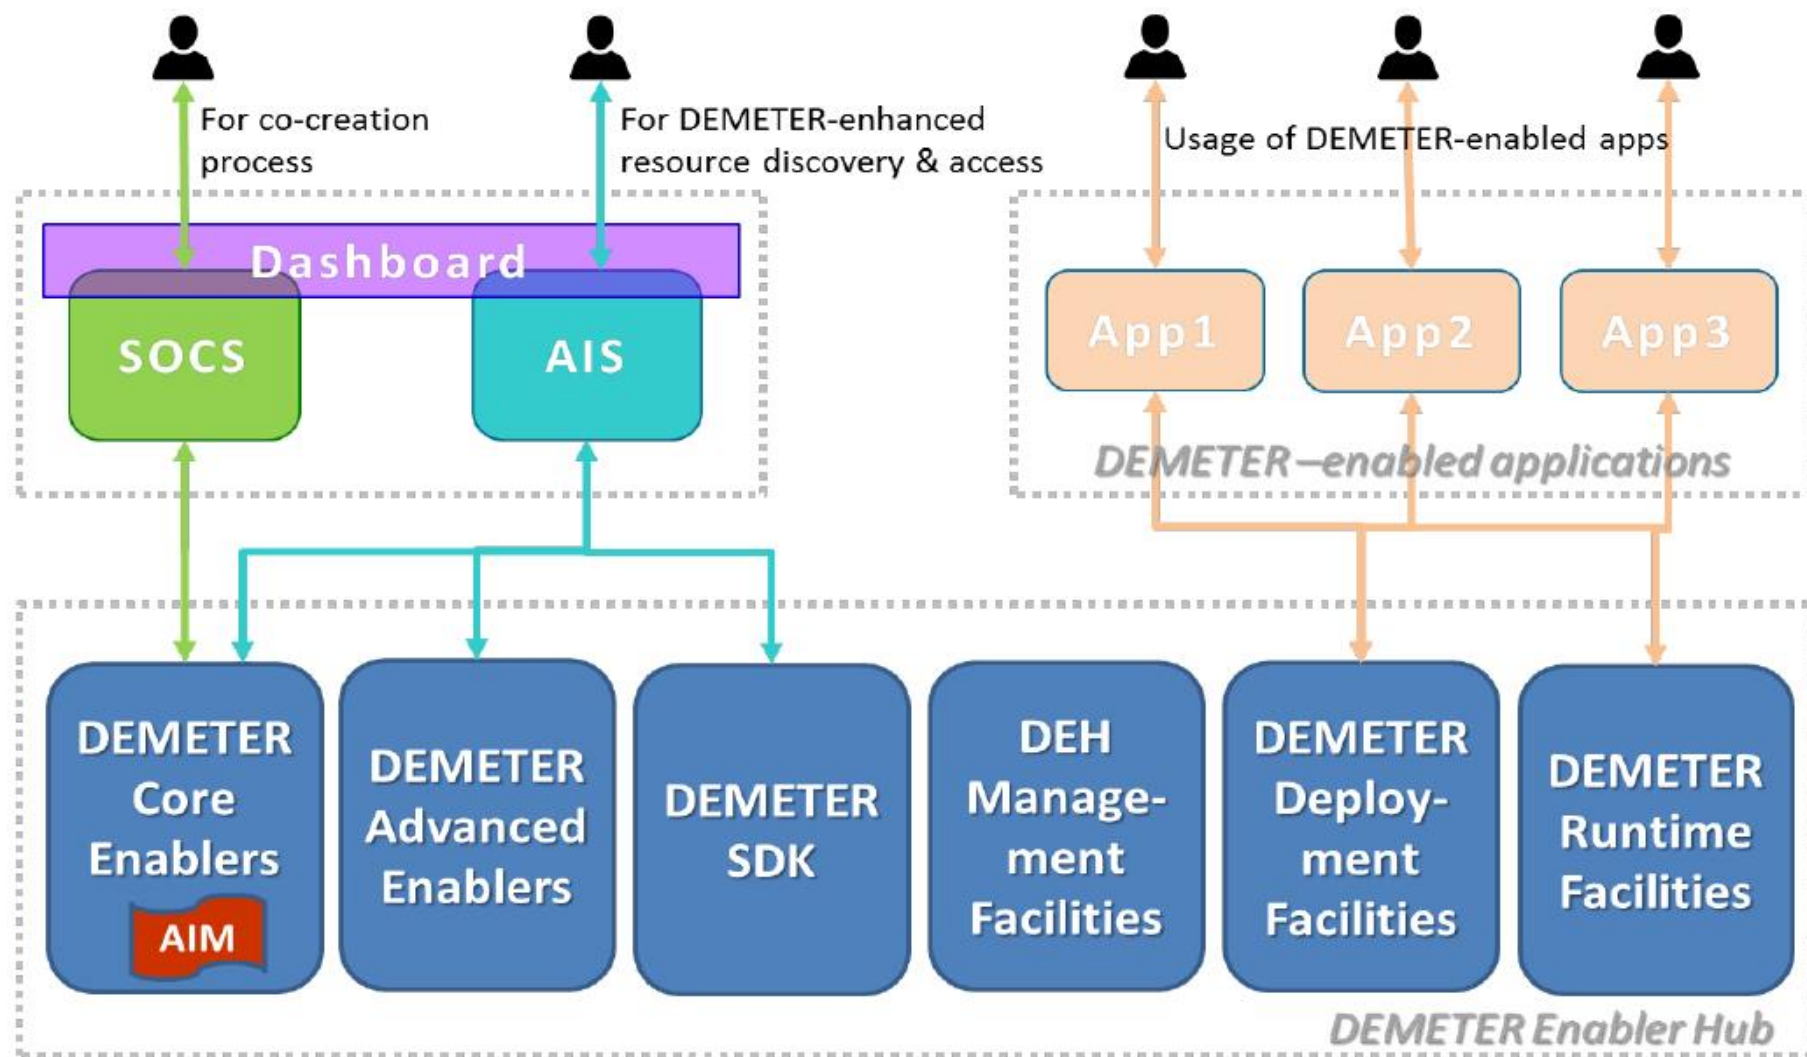 For co-creation
process
For DEMETER-enhanced
resource discovery & access
Usage of DEMETER-enabled apps
Dashboard
SOCS
AIS
App1
App2
App3
DEMETER–enabled applications
DEMETER
Core
Enablers
AIM
DEMETER
Advanced
Enablers
DEMETER
SDK
DEH
Manage-
ment
Facilities
DEMETER
Deploy-
ment
Facilities
DEMETER
Runtime
Facilities
DEMETER Enabler Hub